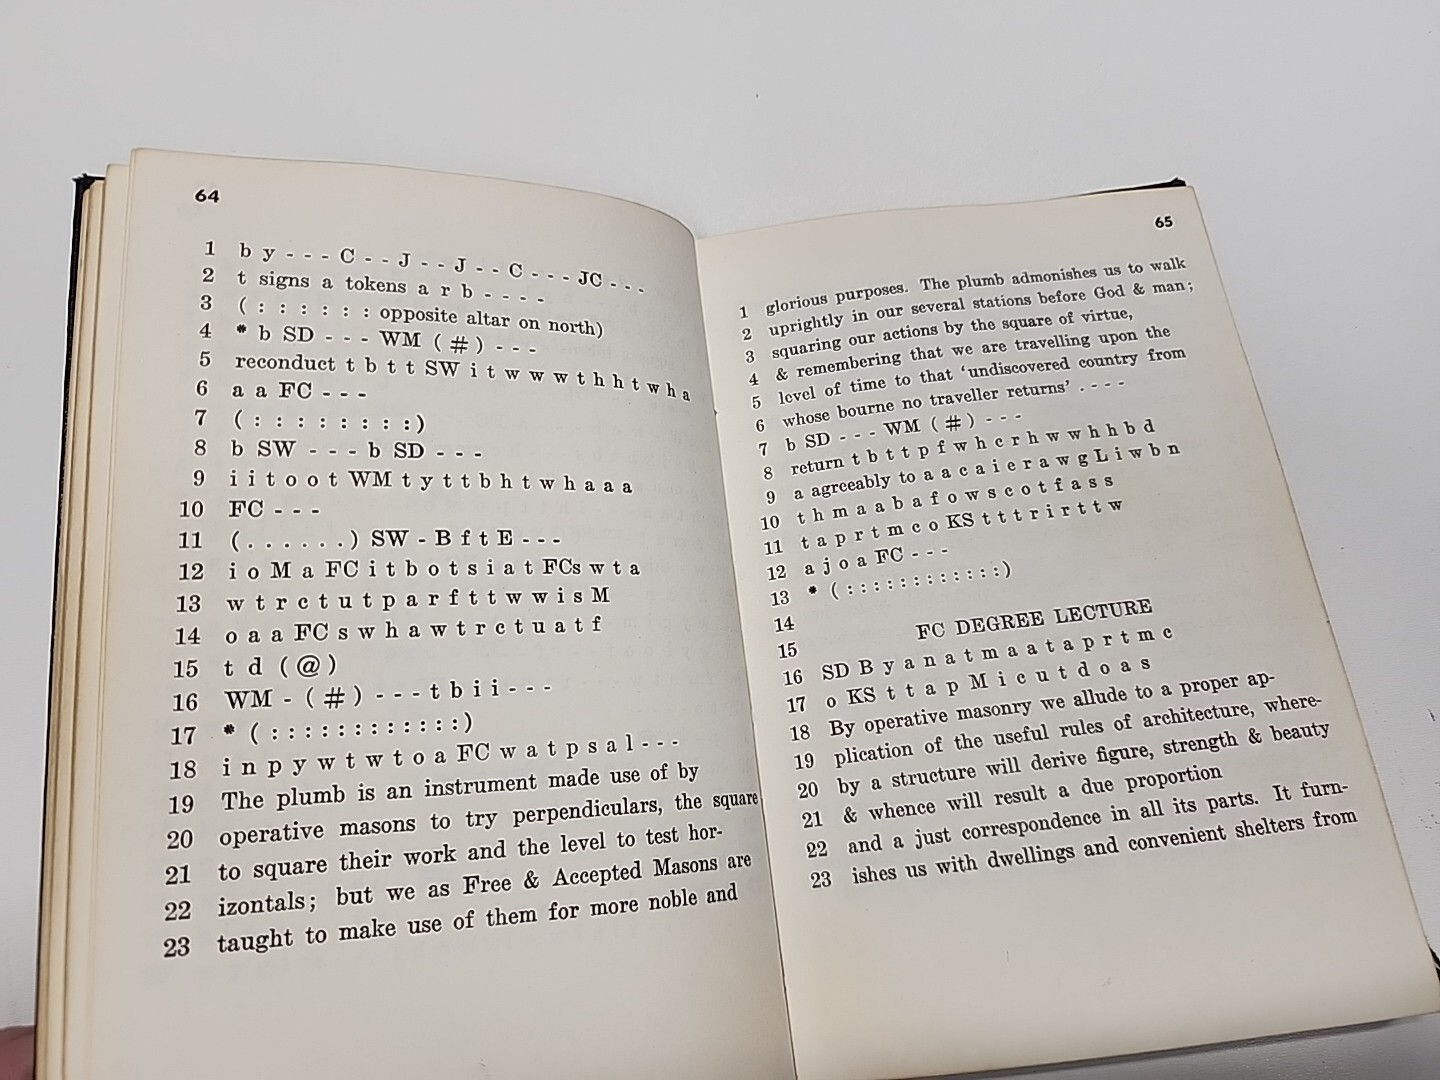 64
1 b y - - - C - - J - - J - - C - - - JC - - -
2 t signs a tokens a r b - - - -
3 ( : : : : : : opposite altar on north)
4 * b SD - - - WM ( # ) - - -
5 reconduct t b t t SW i t w w w t h h t w h a
6 a a FC - - -
7 ( : : : : : : : : )
8 b SW - - - b SD - - -
9 i i t o o t WM t y t t b h t w h a a a
10 FC - - -
11 ( . . . . . . ) SW - B f t E - - -
12 i o M a FC i t b o t s i a t FCs w t a
13 w t r c t u t p a r f t t w w i s M
14 o a a FC s w h a w t r c t u a t f
15 t d ( @ )
16 WM - ( # ) - - - t b i i - - -
17 * ( : : : : : : : : : : : : )
18 i n p y w t w t o a FC w a t p s a l - - -
19 The plumb is an instrument made use of by
20 operative masons to try perpendiculars, the square
21 to square their work and the level to test hor-
22 izontals; but we as Free & Accepted Masons are
23 taught to make use of them for more noble and
65
1 glorious purposes. The plumb admonishes us to walk
2 uprightly in our several stations before God & man;
3 squaring our actions by the square of virtue,
4 & remembering that we are travelling upon the
5 level of time to that 'undiscovered country from
6 whose bourne no traveller returns' - - - -
7 b SD - - - WM ( # ) - - -
8 return t b t t p f w h c r h w w h h b d
9 a agreeably to a a c a i e r a w g L i w b n
10 t h m a a b a f o w s c o t f a s s
11 t a p r t m c o KS t t t r i r t t w
12 a j o a FC - - -
13 * ( : : : : : : : : : : : : )
14
15 FC DEGREE LECTURE
16 SD B y a n a t m a a t a p r t m c
17 o KS t t a p M i c u t d o a s
18 By operative masonry we allude to a proper ap-
19 plication of the useful rules of architecture, where-
20 by a structure will derive figure, strength & beauty
21 & whence will result a due proportion
22 and a just correspondence in all its parts. It furn-
23 ishes us with dwellings and convenient shelters from